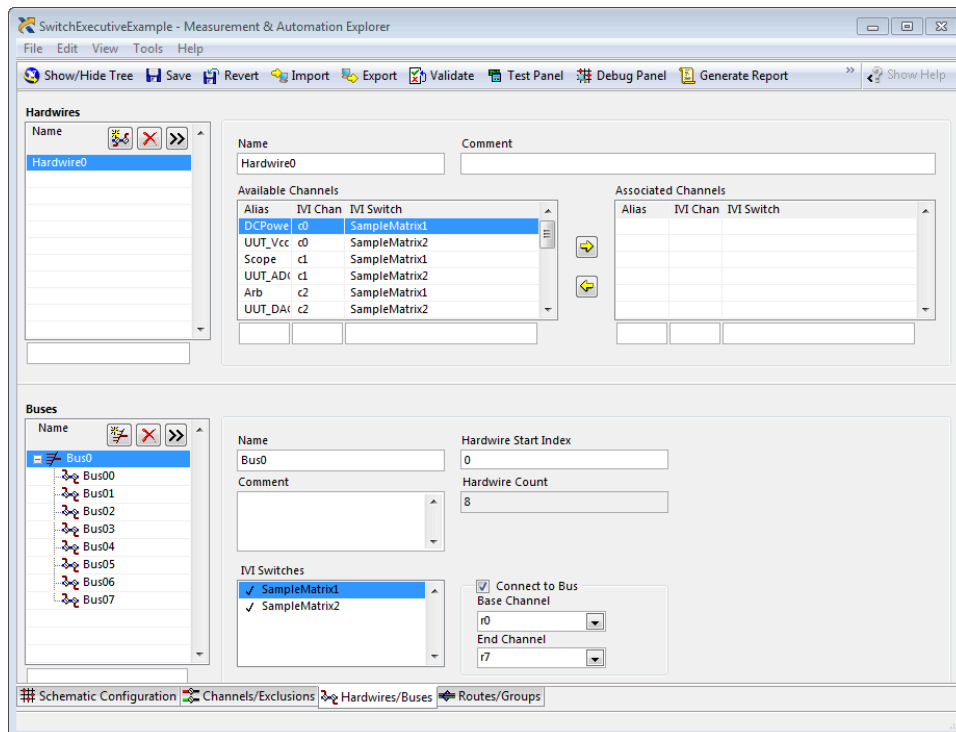 SwitchExecutiveExample - Measurement & Automation Explorer
File Edit View Tools Help
Show/Hide Tree Save Revert Import Export Validate Test Panel Debug Panel Generate Report » Show Help
Hardwires
Name
Hardwire0
Name Comment
Hardwire0
Available Channels Associated Channels
Alias IVI Chan IVI Switch Alias IVI Chan IVI Switch
DCPowe c0 SampleMatrix1
UUT_Vcc c0 SampleMatrix2
Scope c1 SampleMatrix1
UUT_AD( c1 SampleMatrix2
Arb c2 SampleMatrix1
UUT_DA( c2 SampleMatrix2
Buses
Name
Bus0
Bus00
Bus01
Bus02
Bus03
Bus04
Bus05
Bus06
Bus07
Name Hardwire Start Index
Bus0 0
Comment Hardwire Count
8
IVI Switches
SampleMatrix1
SampleMatrix2
Connect to Bus
Base Channel
r0
End Channel
r7
Schematic Configuration Channels/Exclusions Hardwires/Buses Routes/Groups